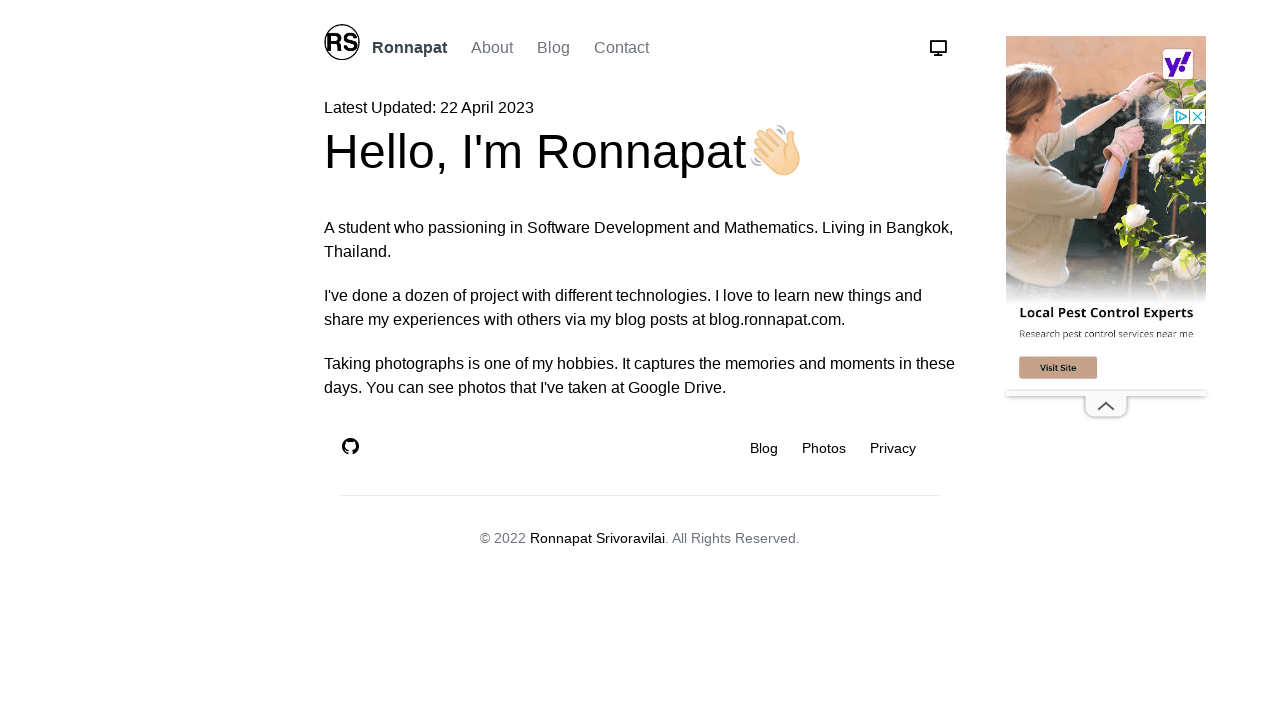 RS Ronnapat About Blog Contact
Latest Updated: 22 April 2023
Hello, I'm Ronnapat👋🏻
A student who passioning in Software Development and Mathematics. Living in Bangkok,
Thailand.
I've done a dozen of project with different technologies. I love to learn new things and
share my experiences with others via my blog posts at blog.ronnapat.com.
Taking photographs is one of my hobbies. It captures the memories and moments in these
days. You can see photos that I've taken at Google Drive.
Blog Photos Privacy
© 2022 Ronnapat Srivoravilai. All Rights Reserved.
y!
Local Pest Control Experts
Research pest control services near me
Visit Site